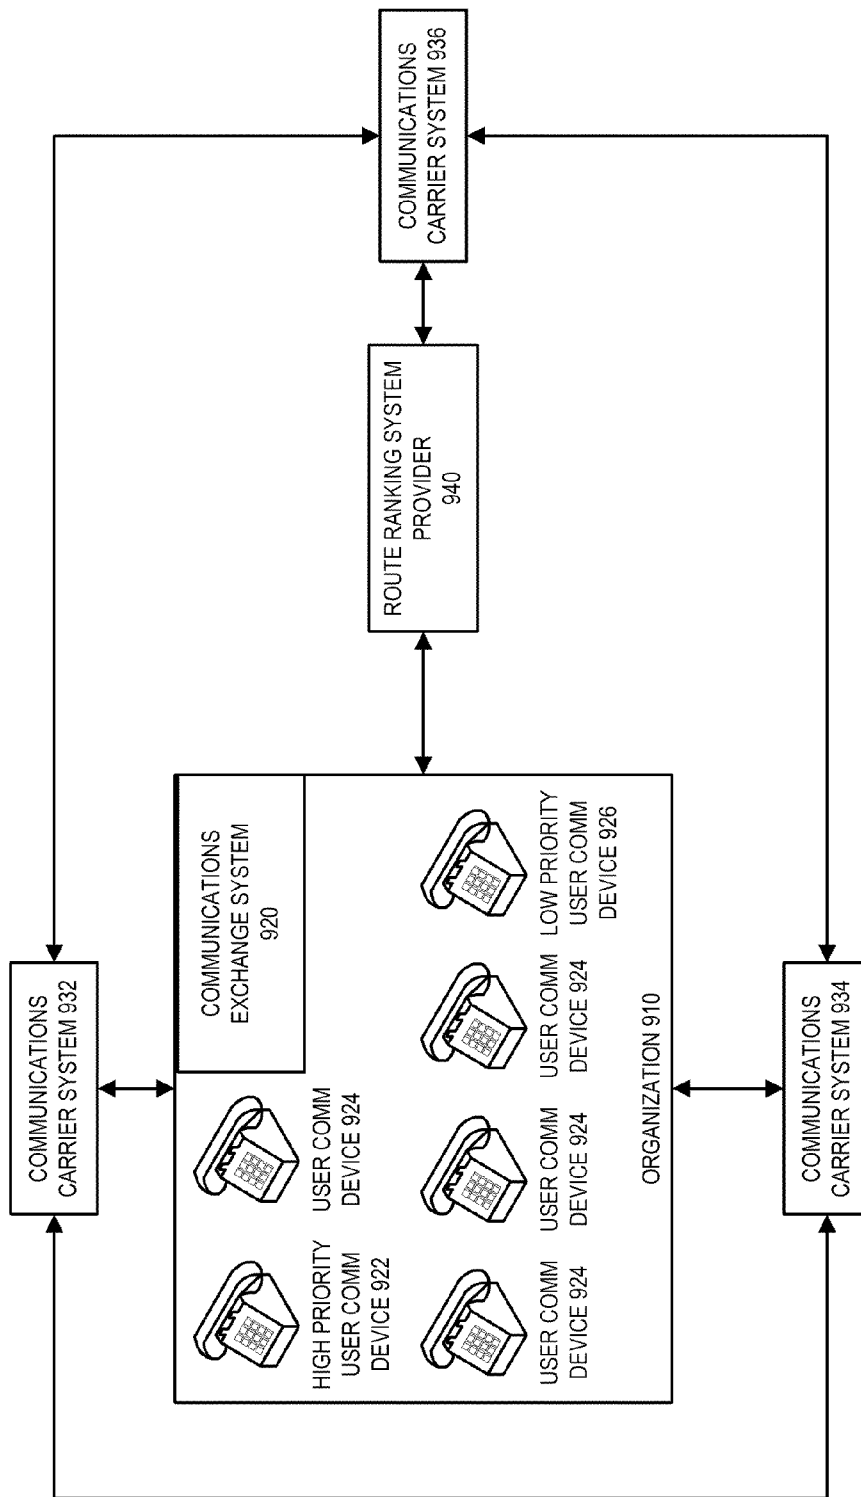 COMMUNICATIONS
CARRIER SYSTEM 932
COMMUNICATIONS
EXCHANGE SYSTEM
920
HIGH PRIORITY
USER COMM
DEVICE 922
USER COMM
DEVICE 924
ROUTE RANKING SYSTEM
PROVIDER
940
COMMUNICATIONS
CARRIER SYSTEM 936
USER COMM
DEVICE 924
USER COMM
DEVICE 924
USER COMM
DEVICE 924
LOW PRIORITY
USER COMM
DEVICE 926
ORGANIZATION 910
COMMUNICATIONS
CARRIER SYSTEM 934